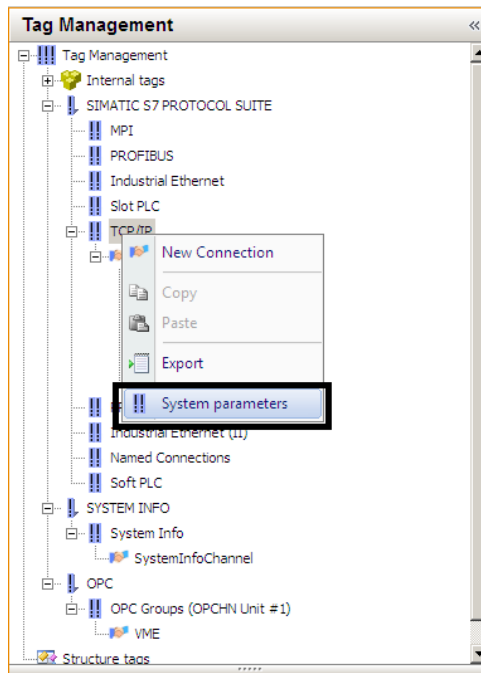 Tag Management
Tag Management
Internal tags
SIMATIC S7 PROTOCOL SUITE
MPI
PROFIBUS
Industrial Ethernet
Slot PLC
TCP/IP
New Connection
Copy
Paste
Export
System parameters
Industrial Ethernet (II)
Named Connections
Soft PLC
SYSTEM INFO
System Info
SystemInfoChannel
OPC
OPC Groups (OPCHN Unit #1)
VME
Structure tags